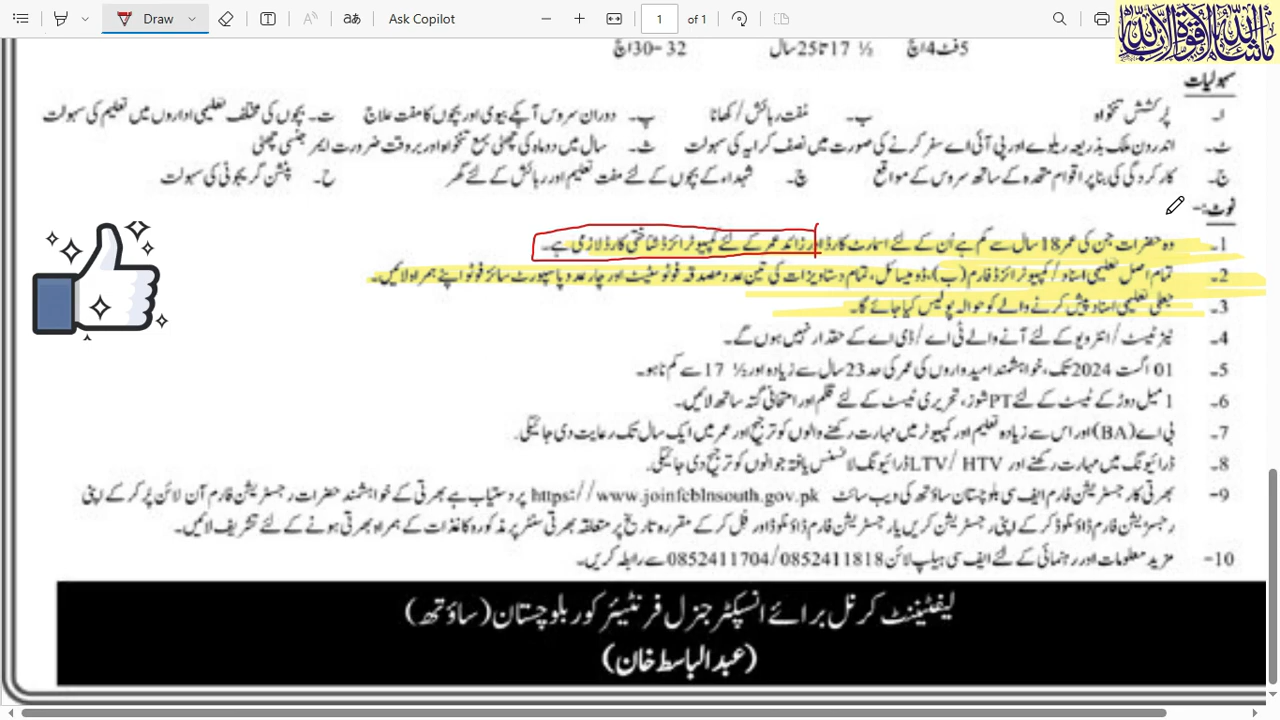 Draw
Ask Copilot
1 of 1
5فٹ4اچ 17 ½ تا25سال 32 -30اچ
سہولیات
ا۔ پُرکشش تنخواہ ب۔ مُفت رہائش/کھانا پ۔ دوران سروس آپکے بیوی اور بچوں کا مفت علاج ت۔ بچوں کی مختلف تعلیمی اداروں میں تعلیم کی سہولت
ٹ۔ اندرون ملک بذریعہ ریلوے اور پی آئی اے سفر کرنے کی صورت میں نصف کرایہ کی سہولت ث۔ سال میں دو ماہ کی چھٹی بمع تنخواہ اور بروقت ضرورت ایمرجنسی چھٹی
ج۔ کارکردگی کی بنا پر اقوام متحدہ کے ساتھ سروس کے مواقع چ۔ شہداء کے بچوں کے لئے مفت تعلیم اور رہائش کے لئے گھر ح۔ پنشن گریجوٹی کی سہولت
نوٹ:-
1۔ وہ حضرات جن کی عمر 18 سال سے کم ہے اُن کے لئے اسمارٹ کارڈ اور زائد عمر کے لئے کمپیوٹرائزڈ شناختی کارڈ لازمی ہے۔
2۔ تمام اصل تعلیمی اسناد/کمپیوٹرائزڈ فارم (ب)، ڈومیسائل، تمام دستاویزات کی تین عدد مصدقہ فوٹو سٹیٹ اور چار عدد پاسپورٹ سائز فوٹو اپنے ہمراہ لائیں۔
3۔ جعلی تعلیمی اسناد پیش کرنے والے کو حوالہ پولیس کیا جائے گا۔
4۔ نیز ٹیسٹ/انٹرویو کے لئے آنے والے ٹی اے/ڈی اے کے حقدار نہیں ہوں گے۔
5۔ 01 اگست 2024 تک، خواہشمند امیدواروں کی عمر کی حد 23 سال سے زیادہ اور ½ 17 سے کم نا ہو۔
6۔ 1 میل دوڑ کے ٹیسٹ کے لئے PT شوز، تحریری ٹیسٹ کے لئے قلم اور امتحانی گتہ ساتھ لائیں۔
7۔ بی اے (BA) اور اس سے زیادہ تعلیم اور کمپیوٹر میں مہارت رکھنے والوں کو ترجیح اور عمر میں ایک سال تک رعایت دی جائیگی۔
8۔ ڈرائیونگ میں مہارت رکھنے اور LTV/ HTV ڈرائیونگ لائسنس یافتہ جوانوں کو ترجیح دی جائیگی۔
9۔ بھرتی کا رجسٹریشن فارم ایف سی بلوچستان ساؤتھ کی ویب سائٹ https://www.joinfcblnsouth.gov.pk پر دستیاب ہے بھرتی کے خواہشمند حضرات رجسٹریشن فارم آن لائن پُر کر کے اپنی
رجسٹریشن فارم ڈاؤنلوڈ کر کے اپنی رجسٹریشن کریں یا رجسٹریشن فارم ڈاؤنلوڈ اور فل کر کے مقررہ تاریخ پر متعلقہ بھرتی سنٹر پر مذکورہ کاغذات کے ہمراہ بھرتی ہونے کے لئے تشریف لائیں۔
10۔ مزید معلومات اور رہنمائی کے لئے ایف سی ہیلپ لائن 0852411704/0852411818 سے رابطہ کریں۔
لیفٹیننٹ کرنل برائے انسپکٹر جنرل فرنٹیئر کور بلوچستان (ساؤتھ)
(عبدالباسط خان)